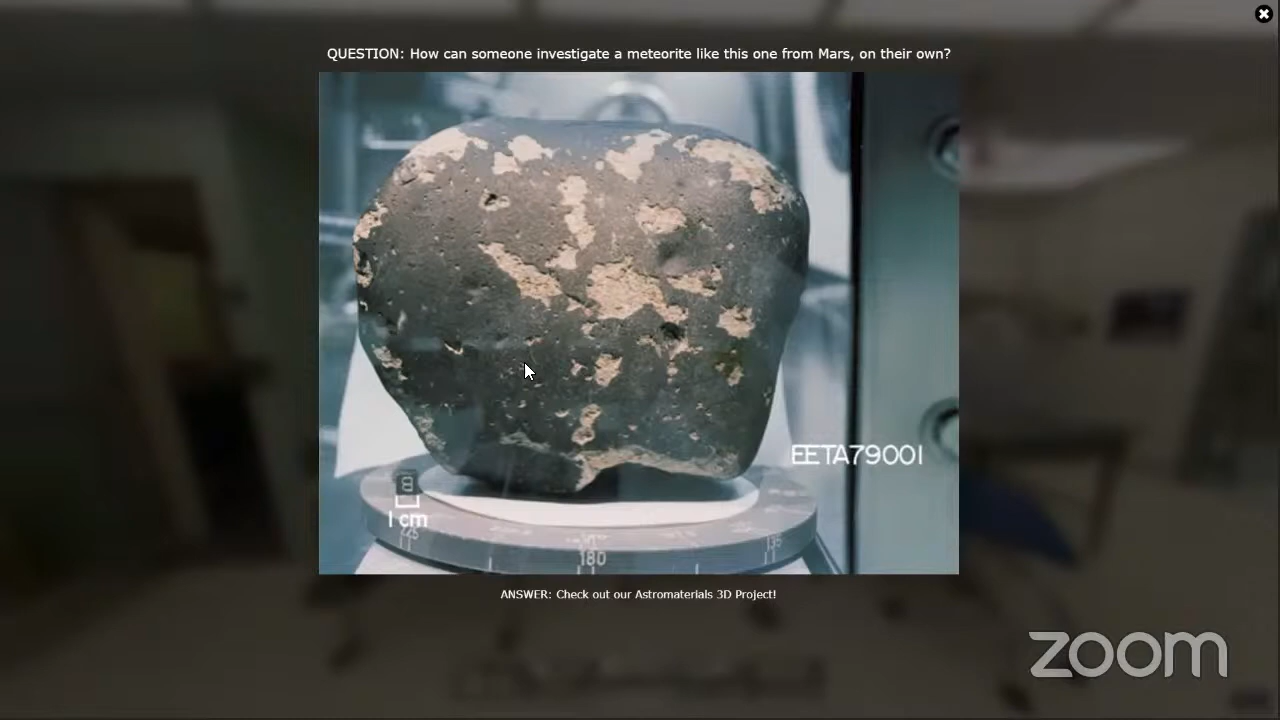 QUESTION: How can someone investigate a meteorite like this one from Mars, on their own?
EETA79001
1 cm
180
135
ANSWER: Check out our Astromaterials 3D Project!
zoom